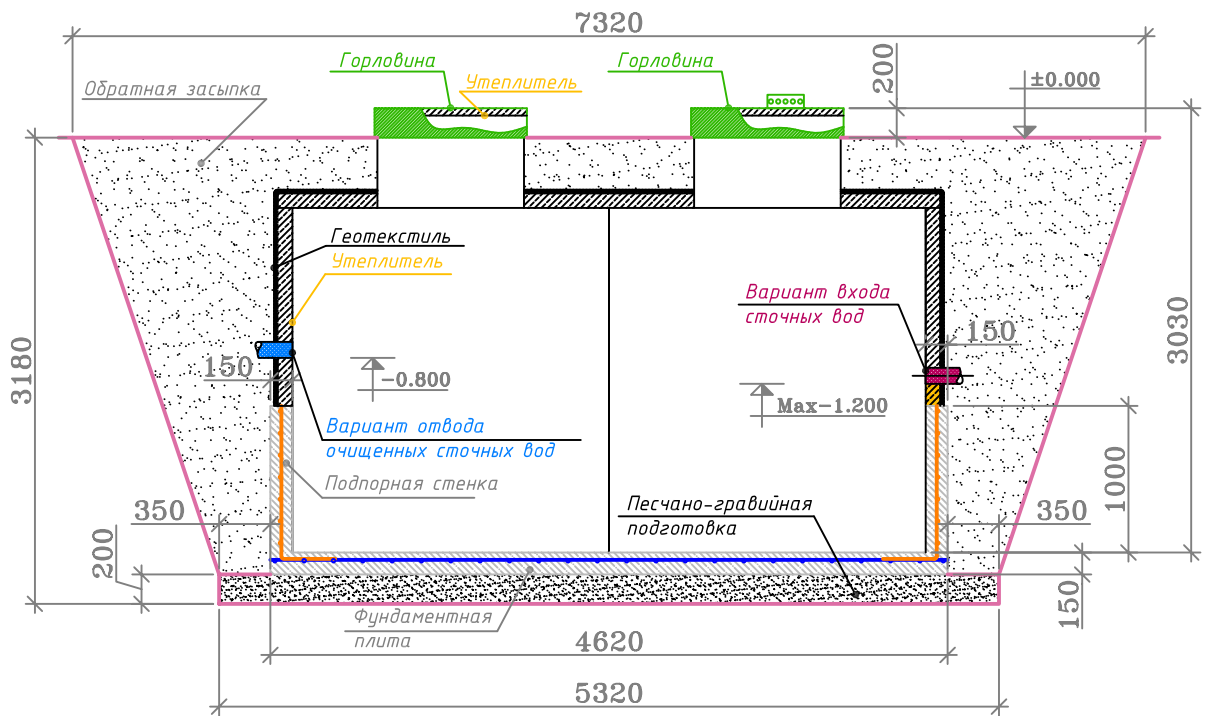 7320
Горловина
Горловина
Утеплитель
Обратная засыпка
200
±0.000
Геотекстиль
Утеплитель
Вариант входа
сточных вод
150
150
-0.800
Max-1.200
3180
3030
Вариант отвода
очищенных сточных вод
Подпорная стенка
1000
Песчано-гравийная
подготовка
350
350
200
150
Фундаментная
плита
4620
5320